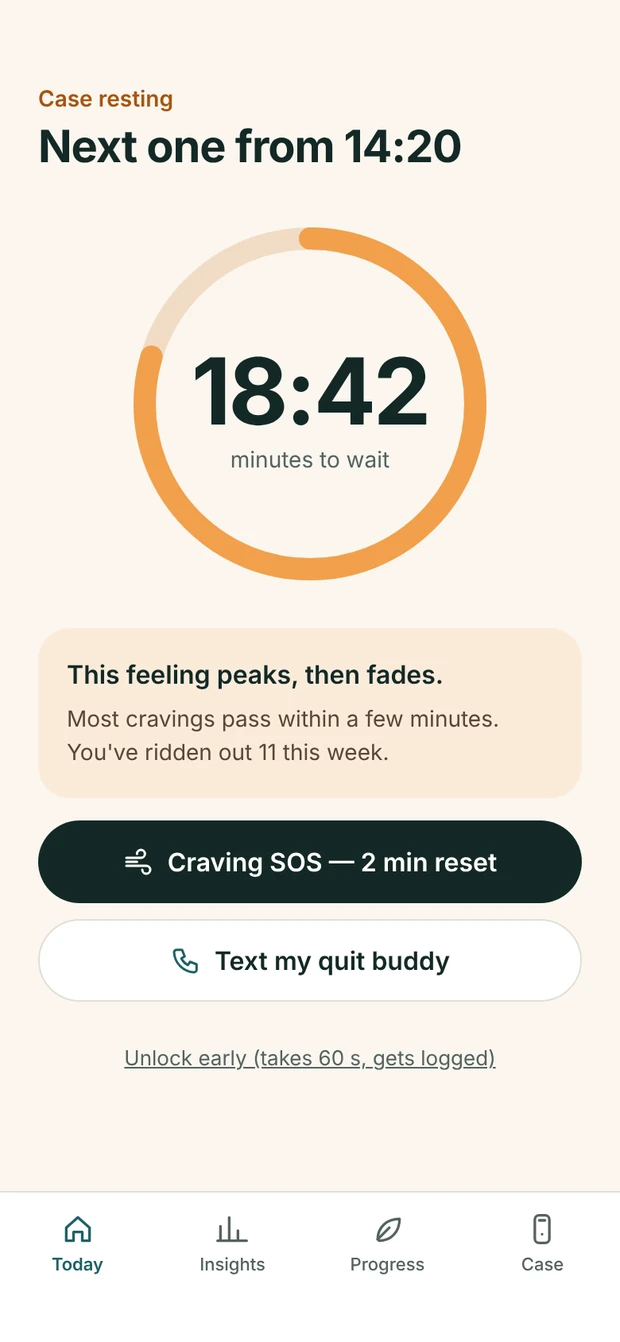 Case resting
Next one from 14:20
18:42
minutes to wait
This feeling peaks, then fades.
Most cravings pass within a few minutes.
You've ridden out 11 this week.
Craving SOS — 2 min reset
Text my quit buddy
Unlock early (takes 60 s, gets logged)
Today
Insights
Progress
Case